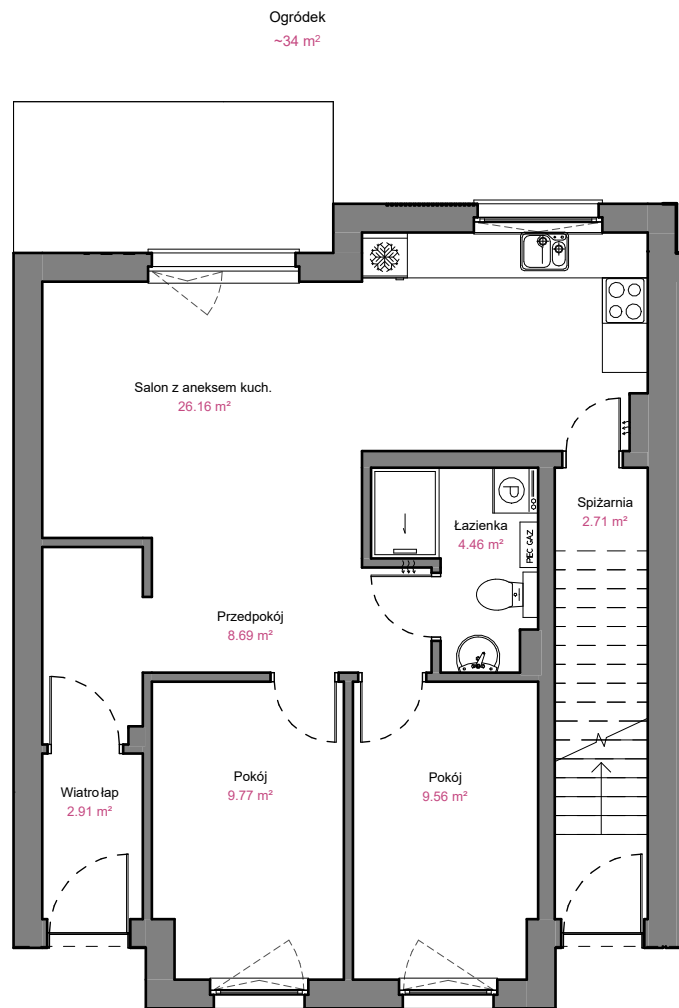 Ogródek
~34 m²
Salon z aneksem kuch.
26.16 m²
Spiżarnia
2.71 m²
Łazienka
4.46 m²
P
PIEC GAZ
Przedpokój
8.69 m²
Pokój
9.77 m²
Pokój
9.56 m²
Wiatrołap
2.91 m²